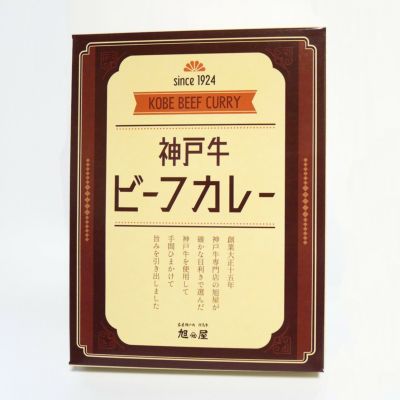 since 1924
KOBE BEEF CURRY
神戸牛
ビーフカレー
創業大正十五年
神戸牛専門店の旭屋が
確かな目利きで選んだ
神戸牛を使用して
手間ひまかけて
旨みを引き出しました
旭屋